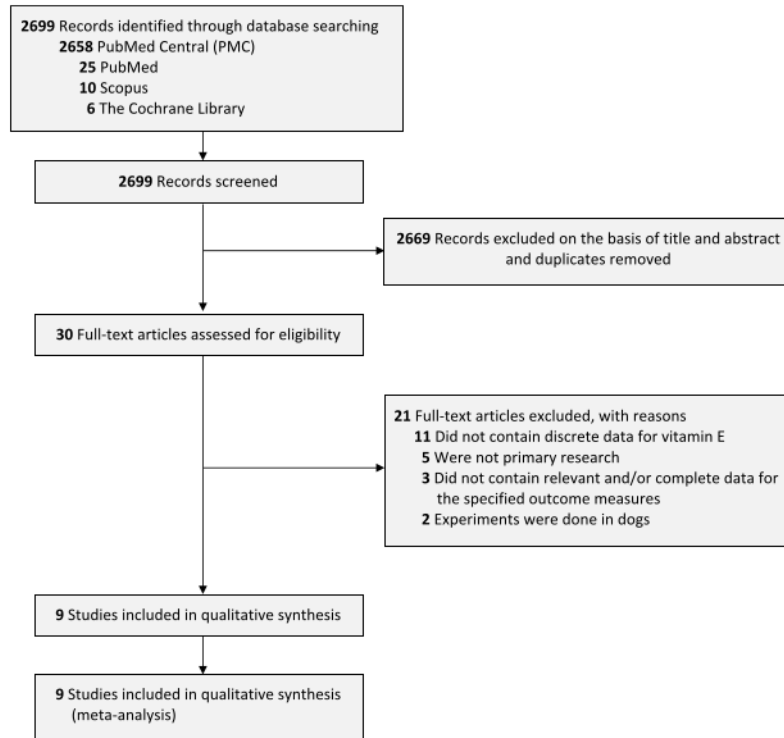 2699 Records identified through database searching
2658 PubMed Central (PMC)
25 PubMed
10 Scopus
6 The Cochrane Library
2699 Records screened
2669 Records excluded on the basis of title and abstract
and duplicates removed
30 Full-text articles assessed for eligibility
21 Full-text articles excluded, with reasons
11 Did not contain discrete data for vitamin E
5 Were not primary research
3 Did not contain relevant and/or complete data for
the specified outcome measures
2 Experiments were done in dogs
9 Studies included in qualitative synthesis
9 Studies included in qualitative synthesis
(meta-analysis)